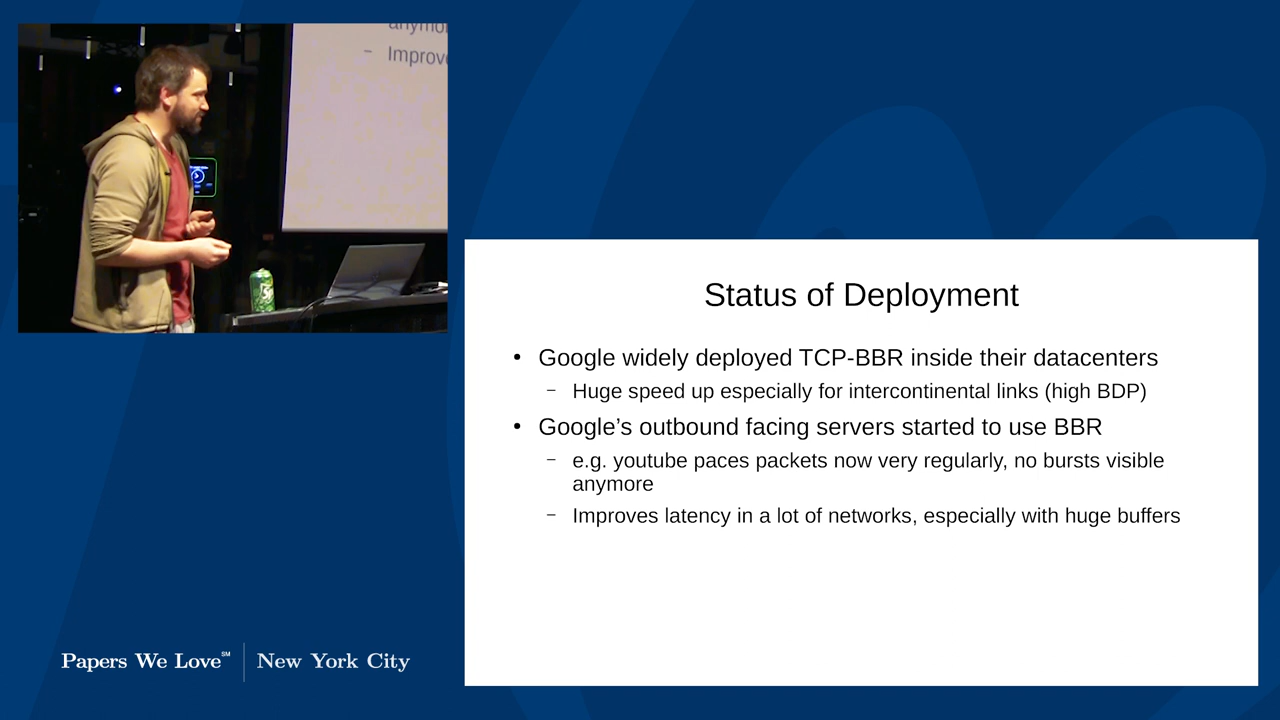 anymo
– Improve
Status of Deployment
• Google widely deployed TCP-BBR inside their datacenters
– Huge speed up especially for intercontinental links (high BDP)
• Google’s outbound facing servers started to use BBR
– e.g. youtube paces packets now very regularly, no bursts visible
anymore
– Improves latency in a lot of networks, especially with huge buffers
Papers We Love℠ | New York City